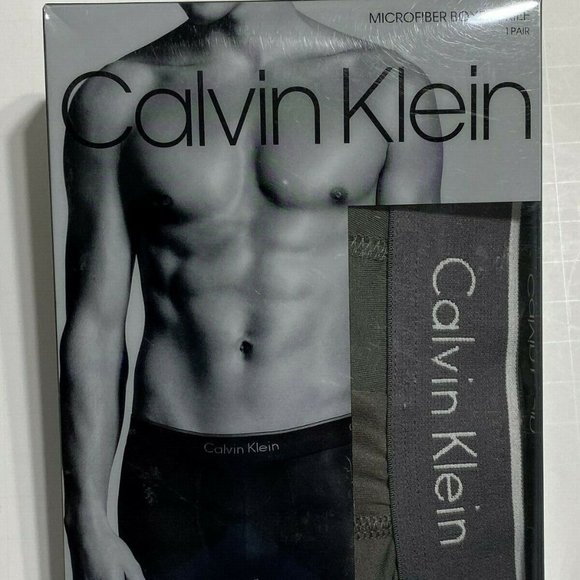 MICROFIBER BOXER BRIEF
1 PAIR
Calvin Klein
Calvin Klein
Calvin Klein